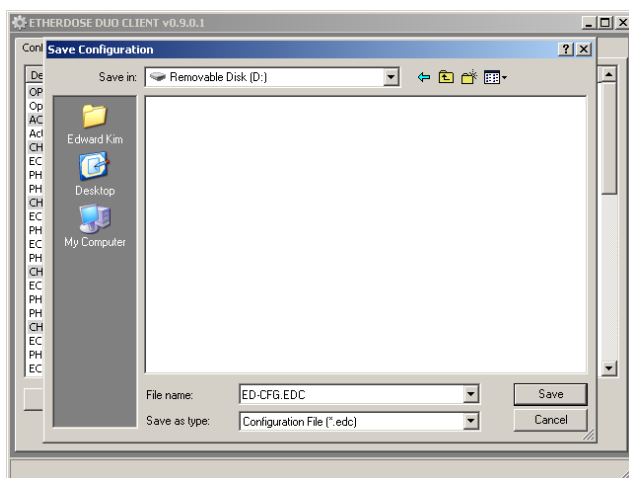 ETHERDOSE DUO CLIENT v0.9.0.1
Conf
Save Configuration
Save in:
Removable Disk (D:)
De
OP
Op
AC
Act
CH
EC
PH
PH
CH
EC
PH
EC
PH
CH
EC
PH
PH
CH
EC
PH
EC
Edward Kim
Desktop
My Computer
File name:
ED-CFG.EDC
Save
Save as type:
Configuration File (*.edc)
Cancel